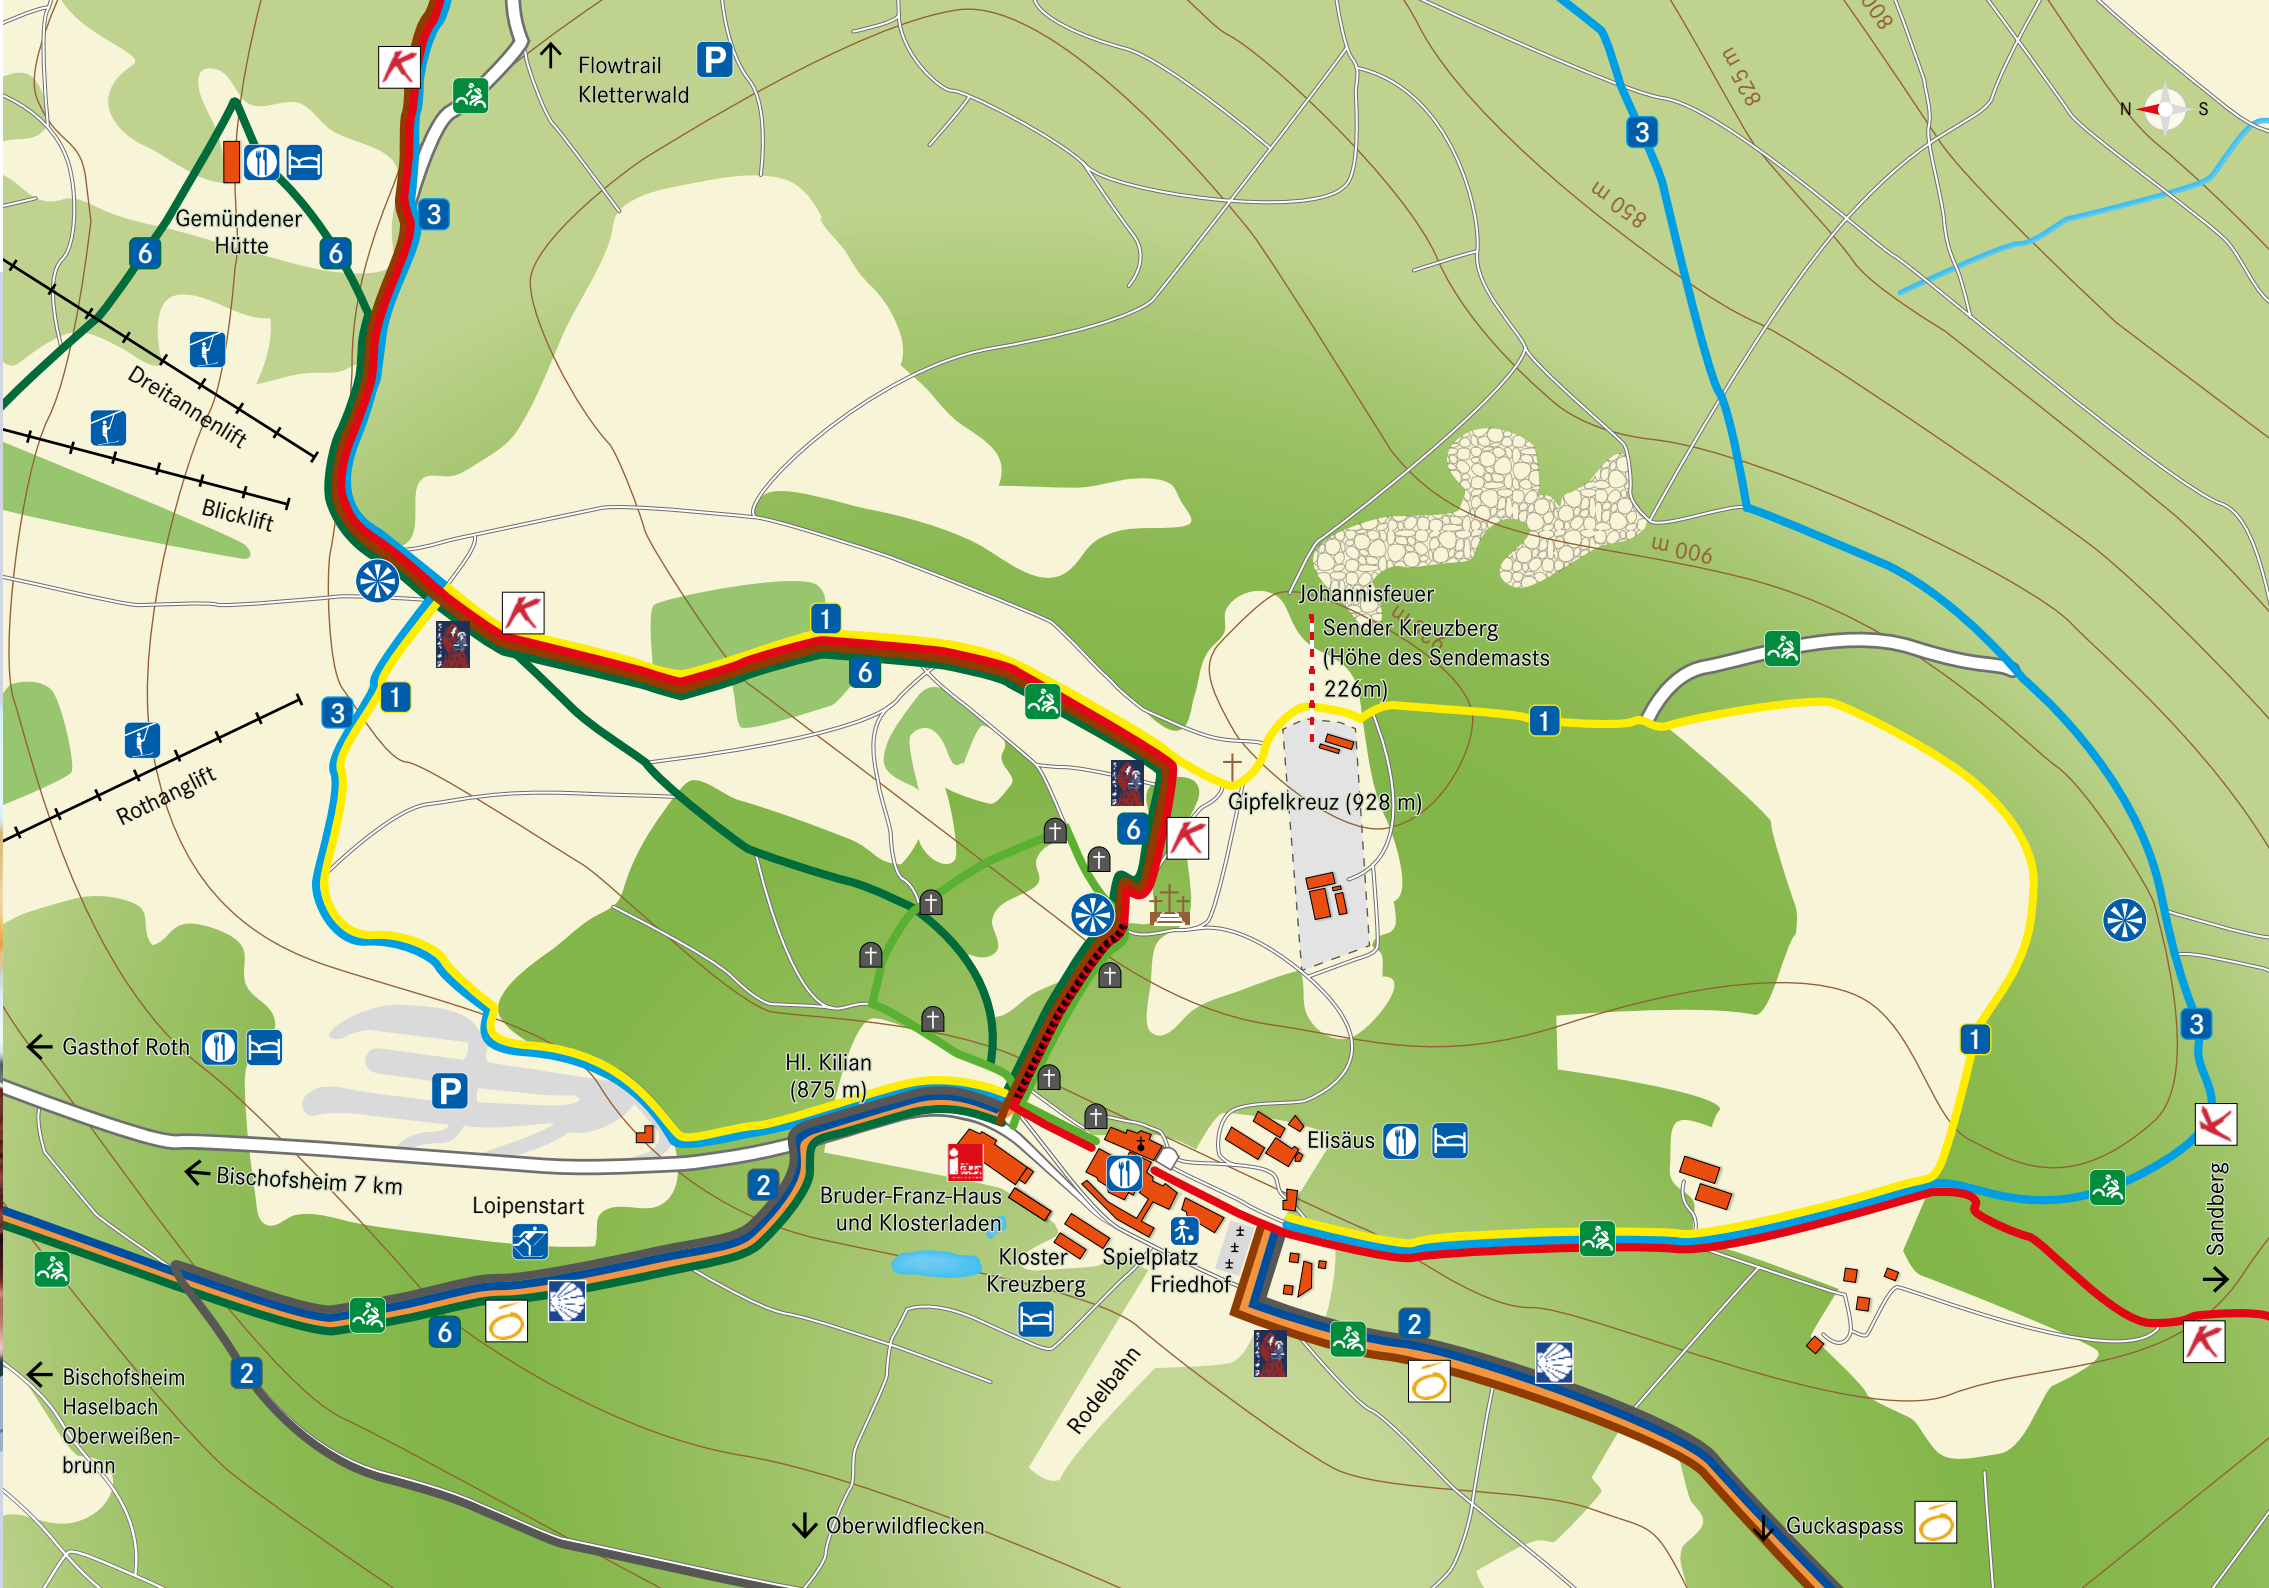 Flowtrail
Kletterwald
P
800
825 m
3
N
S
850 m
Gemündener
Hütte
6
6
3
Dreitannenlift
Blicklift
900 m
Johannisfeuer
Sender Kreuzberg
(Höhe des Sendemasts
226m)
1
6
3
1
1
Rothanglift
Gipfelkreuz (928 m)
6
Gasthof Roth
P
Hl. Kilian
(875 m)
1
3
Elisäus
Bischofsheim 7 km
2
Loipenstart
Bruder-Franz-Haus
und Klosterladen
Kloster
Kreuzberg
Spielplatz
Friedhof
Sandberg
6
2
2
Bischofsheim
Haselbach
Oberweißen-
brunn
Rodelbahn
Oberwildflecken
Guckaspass